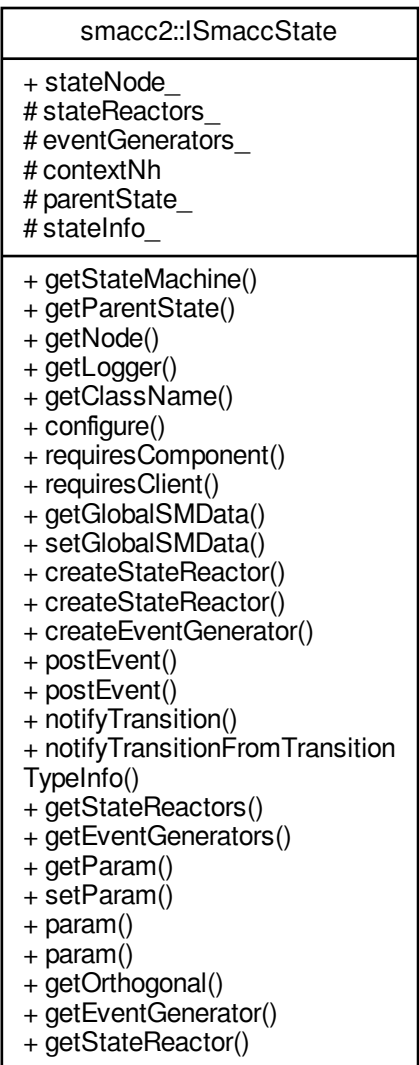 smacc2::ISmaccState
+ stateNode_
# stateReactors_
# eventGenerators_
# contextNh
# parentState_
# stateInfo_
+ getStateMachine()
+ getParentState()
+ getNode()
+ getLogger()
+ getClassName()
+ configure()
+ requiresComponent()
+ requiresClient()
+ getGlobalSMData()
+ setGlobalSMData()
+ createStateReactor()
+ createStateReactor()
+ createEventGenerator()
+ postEvent()
+ postEvent()
+ notifyTransition()
+ notifyTransitionFromTransition
TypeInfo()
+ getStateReactors()
+ getEventGenerators()
+ getParam()
+ setParam()
+ param()
+ param()
+ getOrthogonal()
+ getEventGenerator()
+ getStateReactor()